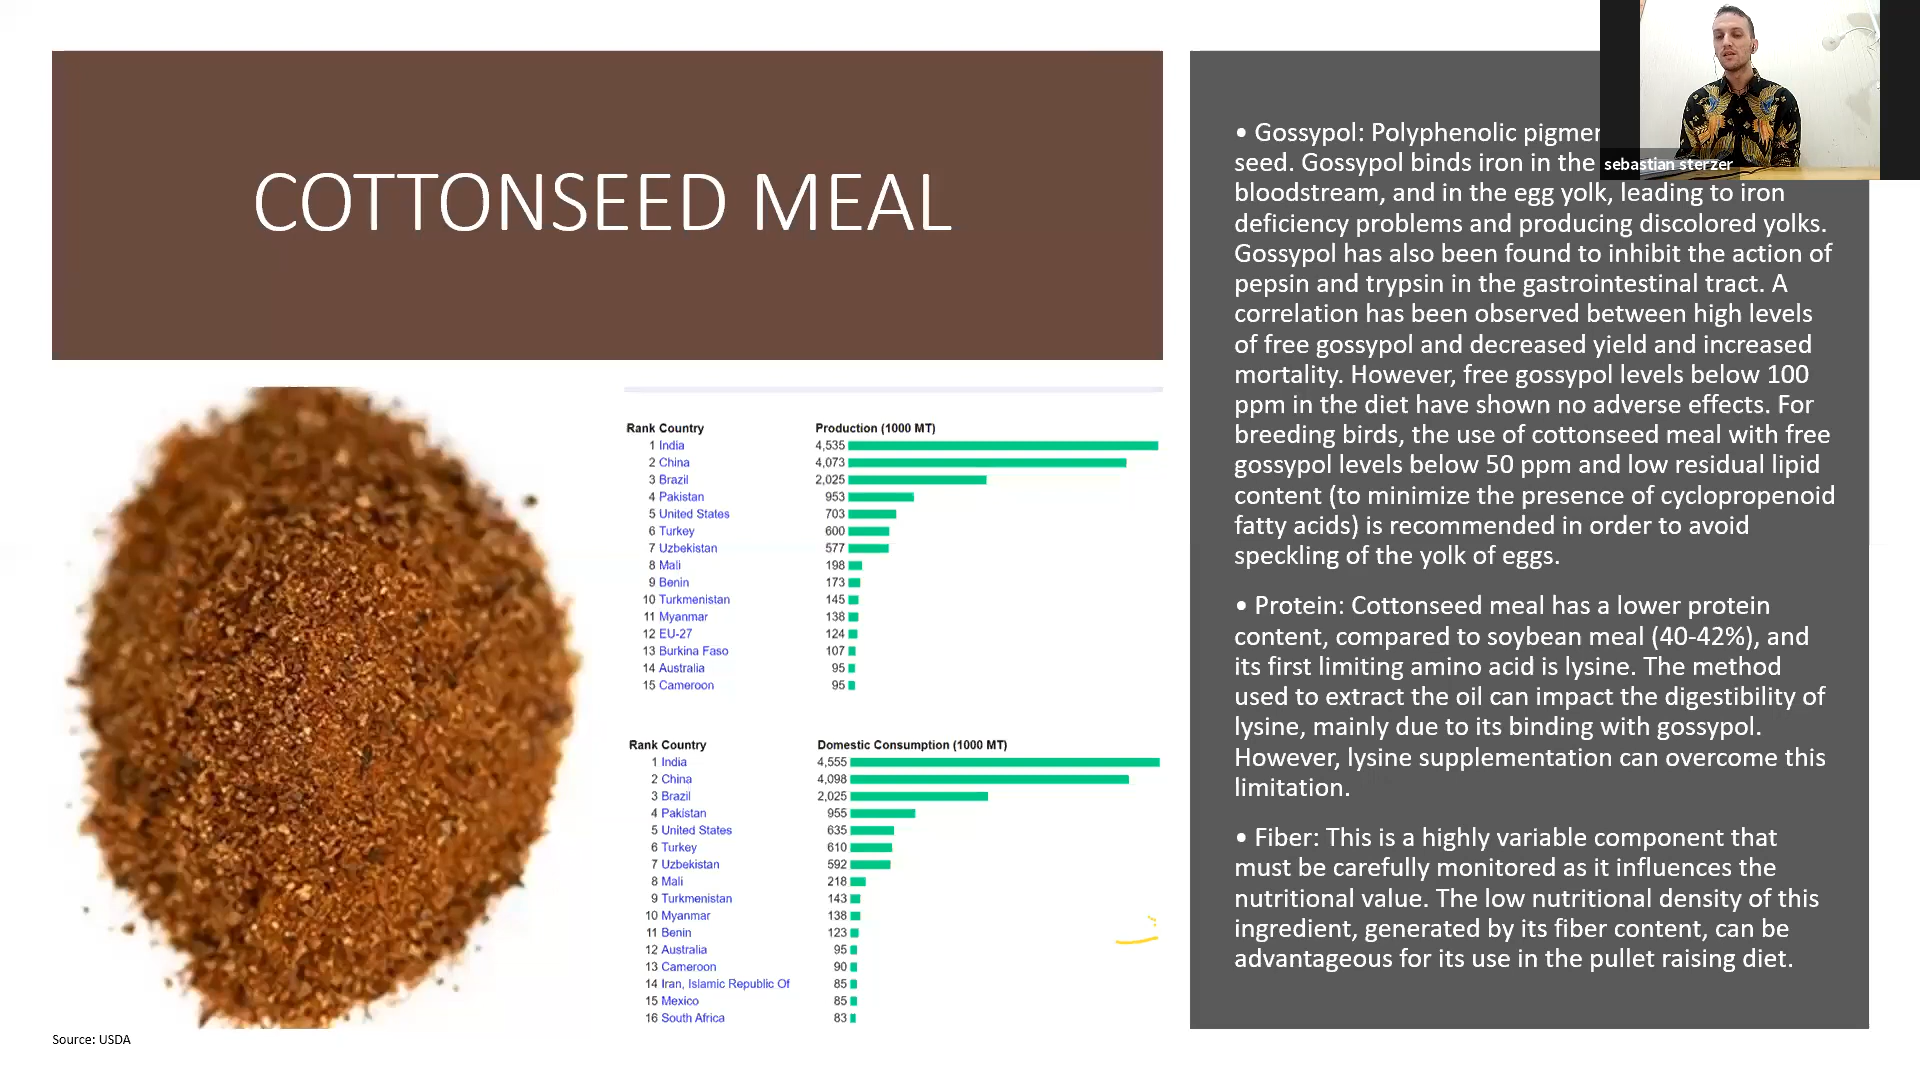 COTTONSEED MEAL
Rank Country Production (1000 MT)
1 India 4,535
2 China 4,073
3 Brazil 2,025
4 Pakistan 953
5 United States 703
6 Turkey 600
7 Uzbekistan 577
8 Mali 198
9 Benin 173
10 Turkmenistan 145
11 Myanmar 138
12 EU-27 124
13 Burkina Faso 107
14 Australia 95
15 Cameroon 95
Rank Country Domestic Consumption (1000 MT)
1 India 4,555
2 China 4,098
3 Brazil 2,025
4 Pakistan 955
5 United States 635
6 Turkey 610
7 Uzbekistan 592
8 Mali 218
9 Turkmenistan 143
10 Myanmar 138
11 Benin 123
12 Australia 95
13 Cameroon 90
14 Iran, Islamic Republic Of 85
15 Mexico 85
16 South Africa 83
Source: USDA
• Gossypol: Polyphenolic
seed. Gossypol binds iron in the
bloodstream, and in the egg yolk, leading to iron
deficiency problems and producing discolored yolks.
Gossypol has also been found to inhibit the action of
pepsin and trypsin in the gastrointestinal tract. A
correlation has been observed between high levels
of free gossypol and decreased yield and increased
mortality. However, free gossypol levels below 100
ppm in the diet have shown no adverse effects. For
breeding birds, the use of cottonseed meal with free
gossypol levels below 50 ppm and low residual lipid
content (to minimize the presence of cyclopropenoid
fatty acids) is recommended in order to avoid
speckling of the yolk of eggs.
• Protein: Cottonseed meal has a lower protein
content, compared to soybean meal (40-42%), and
its first limiting amino acid is lysine. The method
used to extract the oil can impact the digestibility of
lysine, mainly due to its binding with gossypol.
However, lysine supplementation can overcome this
limitation.
• Fiber: This is a highly variable component that
must be carefully monitored as it influences the
nutritional value. The low nutritional density of this
ingredient, generated by its fiber content, can be
advantageous for its use in the pullet raising diet.
sebastian sterzer